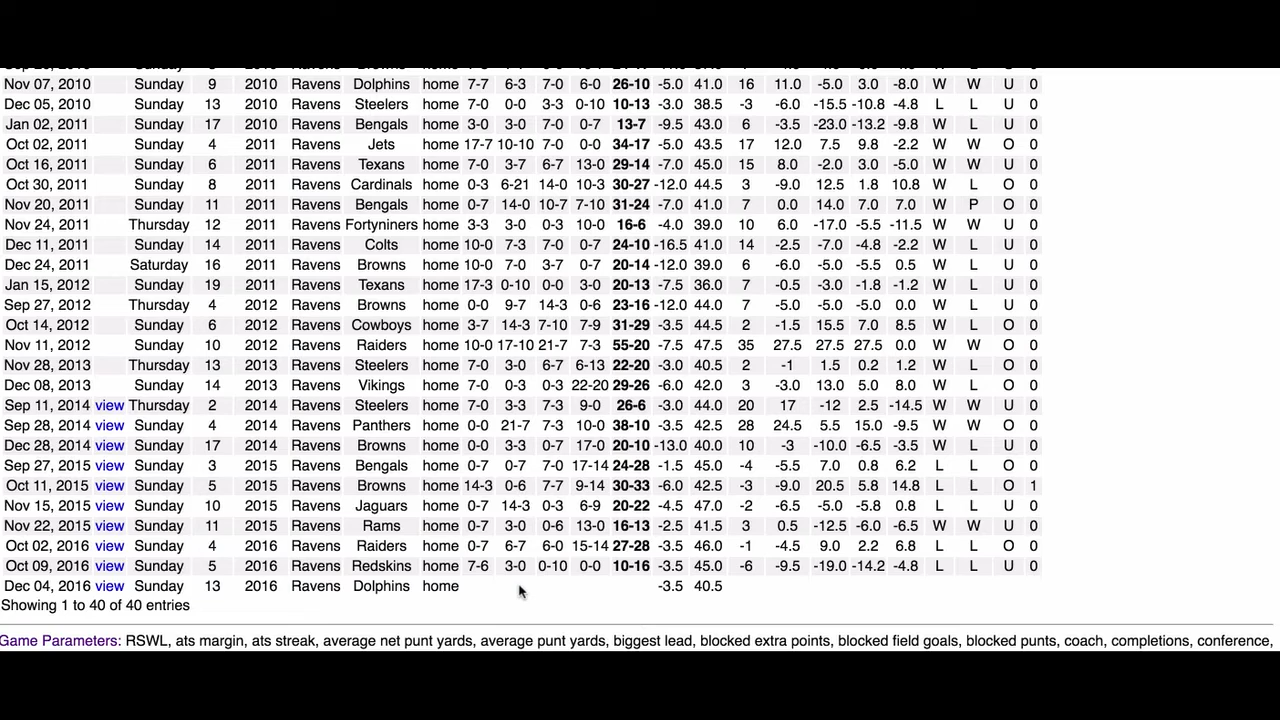 Nov 07, 2010 Sunday 9 2010 Ravens Dolphins home 7-7 6-3 7-0 6-0 26-10 -5.0 41.0 16 11.0 -5.0 3.0 -8.0 W W U 0
Dec 05, 2010 Sunday 13 2010 Ravens Steelers home 7-0 0-0 3-3 0-10 10-13 -3.0 38.5 -3 -6.0 -15.5 -10.8 -4.8 L L U 0
Jan 02, 2011 Sunday 17 2010 Ravens Bengals home 3-0 3-0 7-0 0-7 13-7 -9.5 43.0 6 -3.5 -23.0 -13.2 -9.8 W L U 0
Oct 02, 2011 Sunday 4 2011 Ravens Jets home 17-7 10-10 7-0 0-0 34-17 -5.0 43.5 17 12.0 7.5 9.8 -2.2 W W O 0
Oct 16, 2011 Sunday 6 2011 Ravens Texans home 7-0 3-7 6-7 13-0 29-14 -7.0 45.0 15 8.0 -2.0 3.0 -5.0 W W U 0
Oct 30, 2011 Sunday 8 2011 Ravens Cardinals home 0-3 6-21 14-0 10-3 30-27 -12.0 44.5 3 -9.0 12.5 1.8 10.8 W L O 0
Nov 20, 2011 Sunday 11 2011 Ravens Bengals home 0-7 14-0 10-7 7-10 31-24 -7.0 41.0 7 0.0 14.0 7.0 7.0 W P O 0
Nov 24, 2011 Thursday 12 2011 Ravens Fortyniners home 3-3 3-0 0-3 10-0 16-6 -4.0 39.0 10 6.0 -17.0 -5.5 -11.5 W W U 0
Dec 11, 2011 Sunday 14 2011 Ravens Colts home 10-0 7-3 7-0 0-7 24-10 -16.5 41.0 14 -2.5 -7.0 -4.8 -2.2 W L U 0
Dec 24, 2011 Saturday 16 2011 Ravens Browns home 10-0 7-0 3-7 0-7 20-14 -12.0 39.0 6 -6.0 -5.0 -5.5 0.5 W L U 0
Jan 15, 2012 Sunday 19 2011 Ravens Texans home 17-3 0-10 0-0 3-0 20-13 -7.5 36.0 7 -0.5 -3.0 -1.8 -1.2 W L U 0
Sep 27, 2012 Thursday 4 2012 Ravens Browns home 0-0 9-7 14-3 0-6 23-16 -12.0 44.0 7 -5.0 -5.0 -5.0 0.0 W L U 0
Oct 14, 2012 Sunday 6 2012 Ravens Cowboys home 3-7 14-3 7-10 7-9 31-29 -3.5 44.5 2 -1.5 15.5 7.0 8.5 W L O 0
Nov 11, 2012 Sunday 10 2012 Ravens Raiders home 10-0 17-10 21-7 7-3 55-20 -7.5 47.5 35 27.5 27.5 27.5 0.0 W W O 0
Nov 28, 2013 Thursday 13 2013 Ravens Steelers home 7-0 3-0 6-7 6-13 22-20 -3.0 40.5 2 -1 1.5 0.2 1.2 W L O 0
Dec 08, 2013 Sunday 14 2013 Ravens Vikings home 7-0 0-3 0-3 22-20 29-26 -6.0 42.0 3 -3.0 13.0 5.0 8.0 W L O 0
Sep 11, 2014 view Thursday 2 2014 Ravens Steelers home 7-0 3-3 7-3 9-0 26-6 -3.0 44.0 20 17 -12 2.5 -14.5 W W U 0
Sep 28, 2014 view Sunday 4 2014 Ravens Panthers home 0-0 21-7 7-3 10-0 38-10 -3.5 42.5 28 24.5 5.5 15.0 -9.5 W W O 0
Dec 28, 2014 view Sunday 17 2014 Ravens Browns home 0-0 3-3 0-7 17-0 20-10 -13.0 40.0 10 -3 -10.0 -6.5 -3.5 W L U 0
Sep 27, 2015 view Sunday 3 2015 Ravens Bengals home 0-7 0-7 7-0 17-14 24-28 -1.5 45.0 -4 -5.5 7.0 0.8 6.2 L L O 0
Oct 11, 2015 view Sunday 5 2015 Ravens Browns home 14-3 0-6 7-7 9-14 30-33 -6.0 42.5 -3 -9.0 20.5 5.8 14.8 L L O 1
Nov 15, 2015 view Sunday 10 2015 Ravens Jaguars home 0-7 14-3 0-3 6-9 20-22 -4.5 47.0 -2 -6.5 -5.0 -5.8 0.8 L L U 0
Nov 22, 2015 view Sunday 11 2015 Ravens Rams home 0-7 3-0 0-6 13-0 16-13 -2.5 41.5 3 0.5 -12.5 -6.0 -6.5 W W U 0
Oct 02, 2016 view Sunday 4 2016 Ravens Raiders home 0-7 6-7 6-0 15-14 27-28 -3.5 46.0 -1 -4.5 9.0 2.2 6.8 L L O 0
Oct 09, 2016 view Sunday 5 2016 Ravens Redskins home 7-6 3-0 0-10 0-0 10-16 -3.5 45.0 -6 -9.5 -19.0 -14.2 -4.8 L L U 0
Dec 04, 2016 view Sunday 13 2016 Ravens Dolphins home -3.5 40.5
Showing 1 to 40 of 40 entries
Game Parameters: RSWL, ats margin, ats streak, average net punt yards, average punt yards, biggest lead, blocked extra points, blocked field goals, blocked punts, coach, completions, conference,